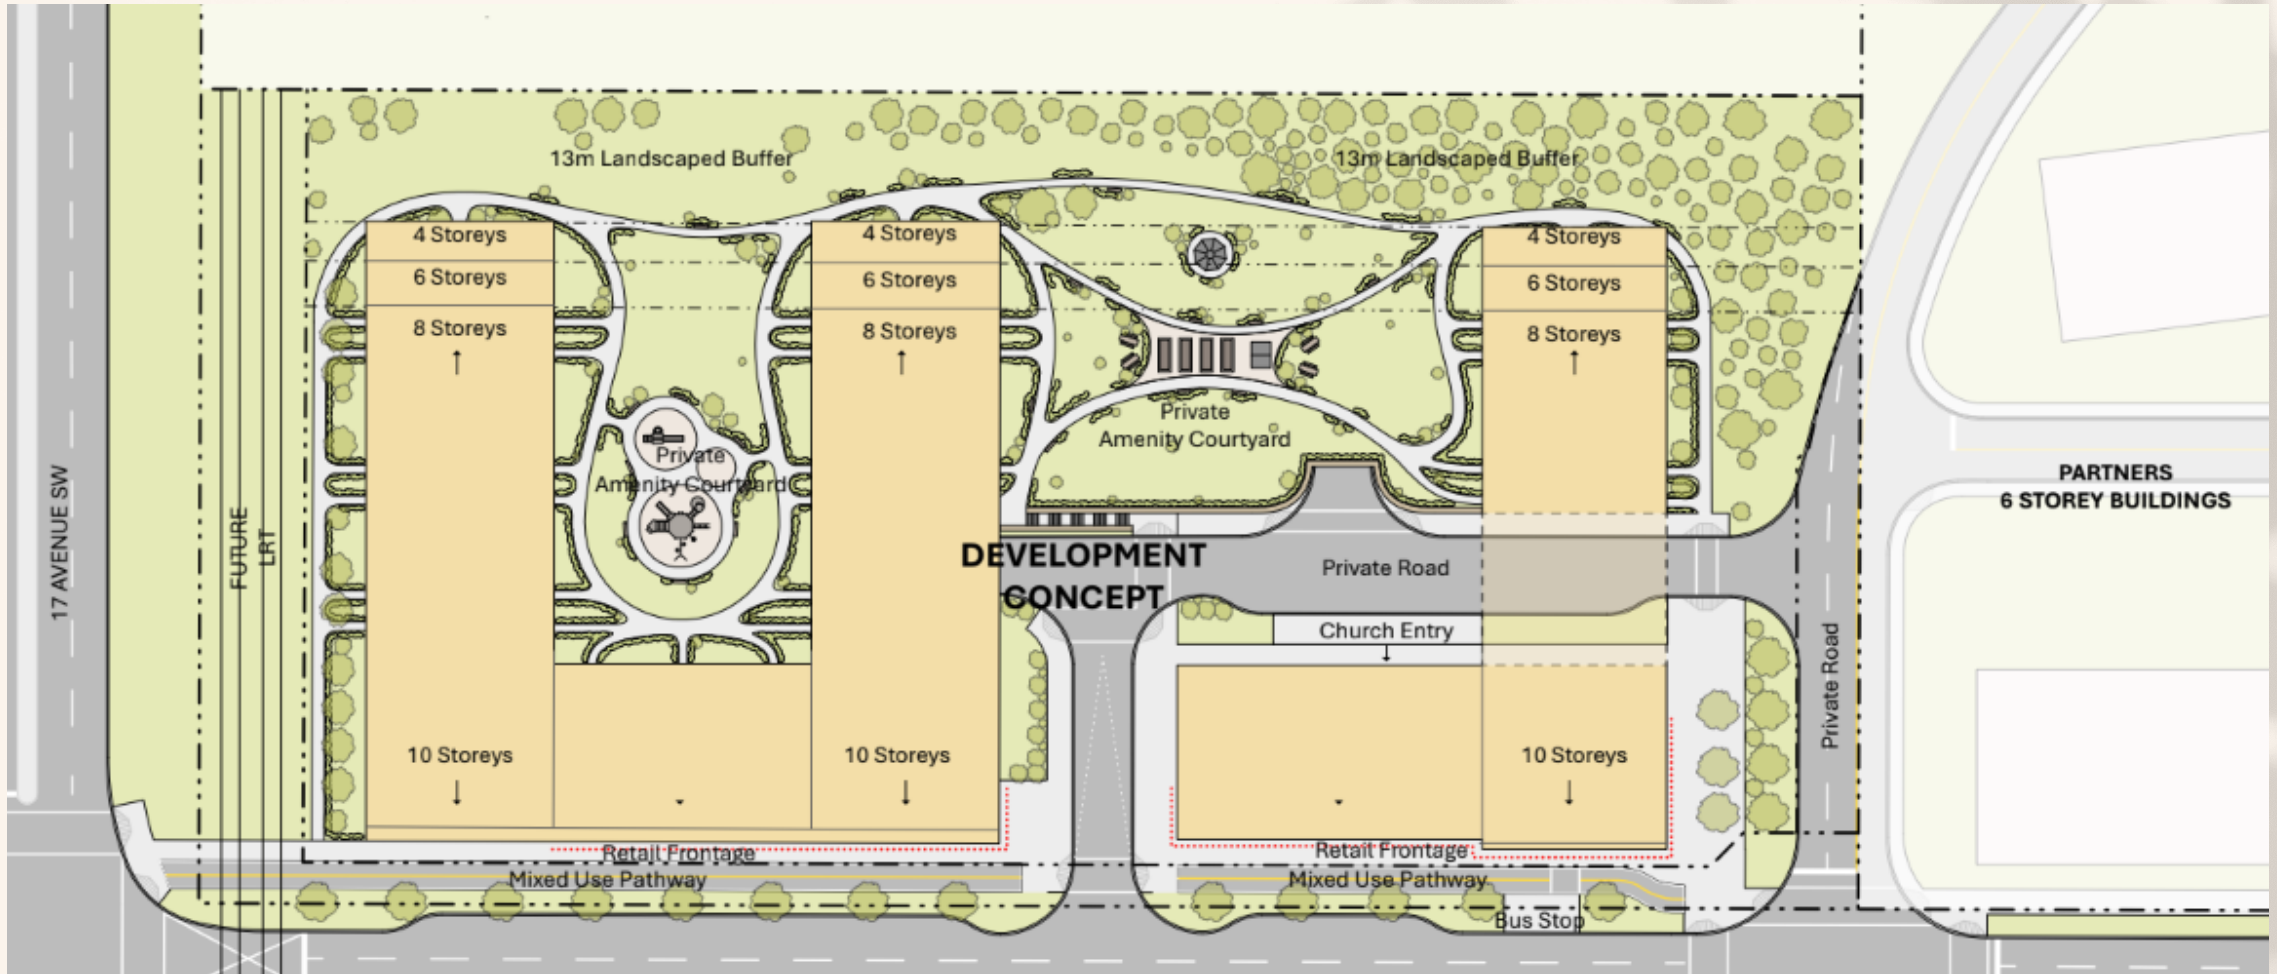 13m Landscaped Buffer
13m Landscaped Buffer
4 Storeys
6 Storeys
8 Storeys
4 Storeys
6 Storeys
8 Storeys
4 Storeys
6 Storeys
8 Storeys
Private
Amenity Courtyard
Private
Amenity Courtyard
17 AVENUE SW
FUTURE
LRT
PARTNERS
6 STOREY BUILDINGS
DEVELOPMENT
CONCEPT
Private Road
Church Entry
Private Road
10 Storeys
10 Storeys
10 Storeys
Retail Frontage
Retail Frontage
Mixed Use Pathway
Mixed Use Pathway
Bus Stop